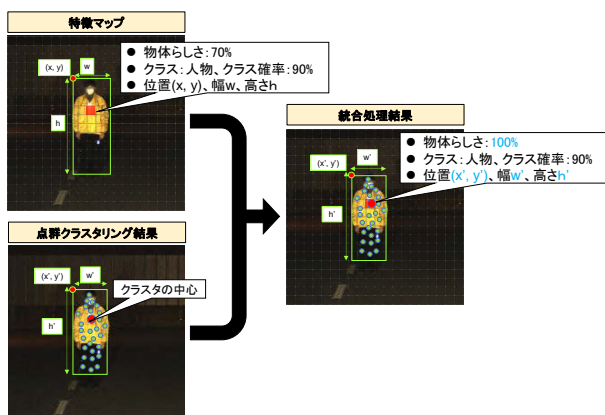 特徴マップ
● 物体らしさ:70%
● クラス:人物、クラス確率:90%
● 位置(x, y)、幅w、高さh
(x, y)
w
h
点群クラスタリング結果
(x', y')
w'
クラスタの中心
h'
統合処理結果
● 物体らしさ:100%
● クラス:人物、クラス確率:90%
● 位置(x', y')、幅w'、高さh'
(x', y')
w'
h'